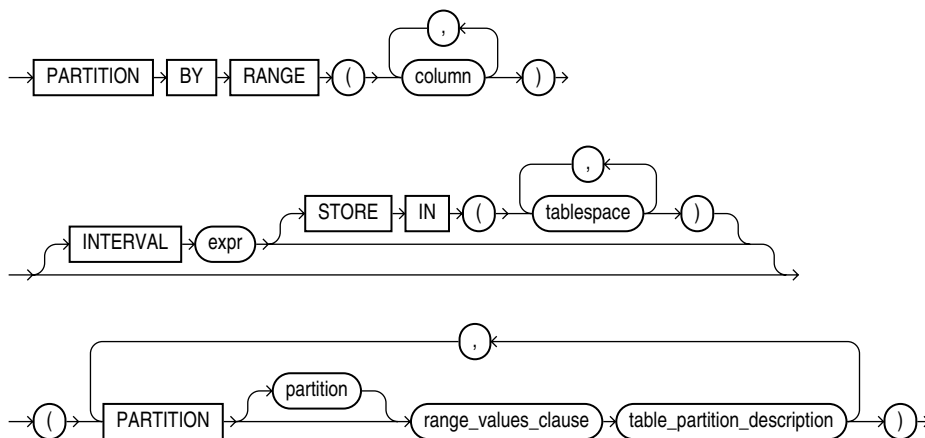 ,
PARTITION BY RANGE ( column )
,
STORE IN ( tablespace )
INTERVAL expr
,
partition
( PARTITION range_values_clause table_partition_description )